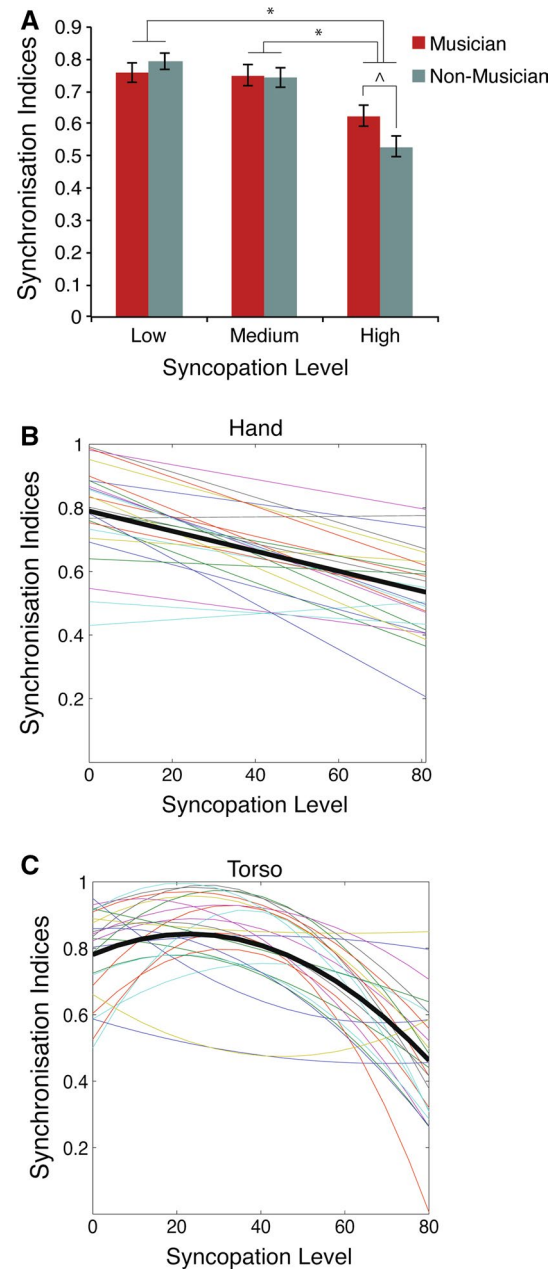 A
*
*
^
Musician
Non-Musician
0.9
0.8
0.7
0.6
0.5
0.4
0.3
0.2
0.1
0
Synchronisation Indices
Low Medium High
Syncopation Level
B
Hand
1
0.8
0.6
0.4
0.2
Synchronisation Indices
0 20 40 60 80
Syncopation Level
C
Torso
1
0.8
0.6
0.4
0.2
Synchronisation Indices
0 20 40 60 80
Syncopation Level